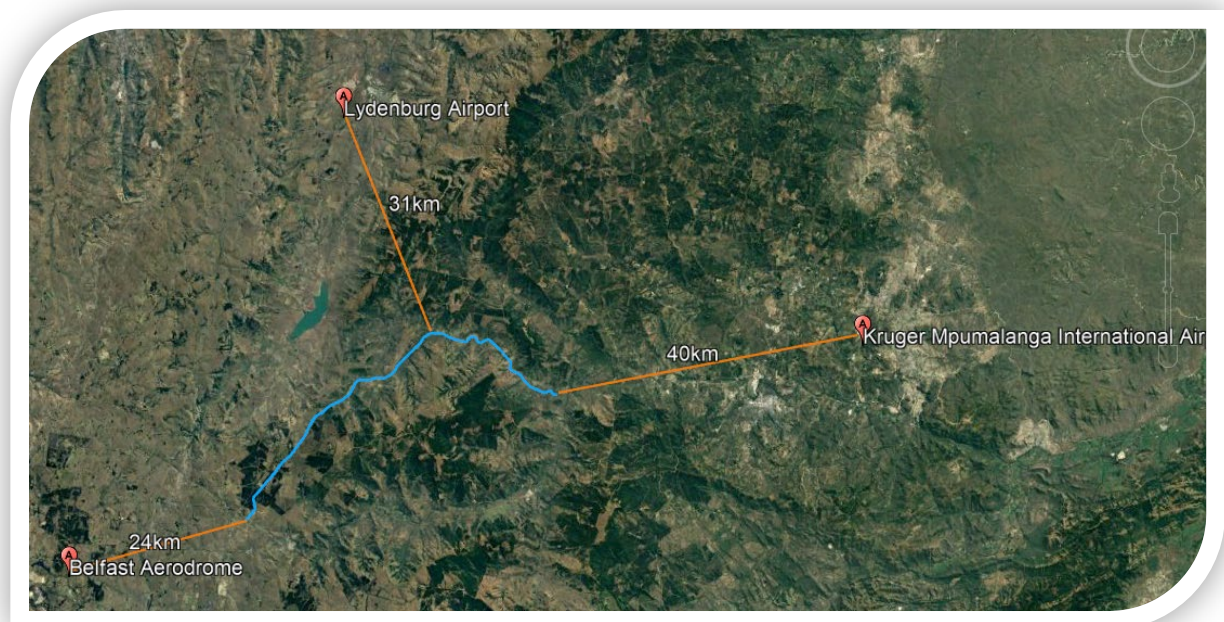 Lydenburg Airport
31km
Kruger Mpumalanga International Air
40km
24km
Belfast Aerodrome